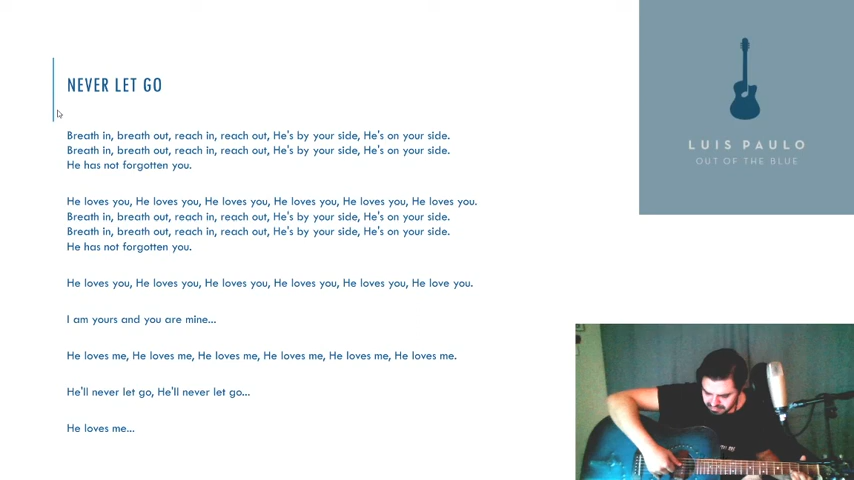 NEVER LET GO
Breath in, breath out, reach in, reach out, He's by your side, He's on your side.
Breath in, breath out, reach in, reach out, He's by your side, He's on your side.
He has not forgotten you.
He loves you, He loves you, He loves you, He loves you, He loves you, He loves you.
Breath in, breath out, reach in, reach out, He's by your side, He's on your side.
Breath in, breath out, reach in, reach out, He's by your side, He's on your side.
He has not forgotten you.
He loves you, He loves you, He loves you, He loves you, He loves you, He love you.
I am yours and you are mine...
He loves me, He loves me, He loves me, He loves me, He loves me, He loves me.
He'll never let go, He'll never let go...
He loves me...
LUIS PAULO
OUT OF THE BLUE